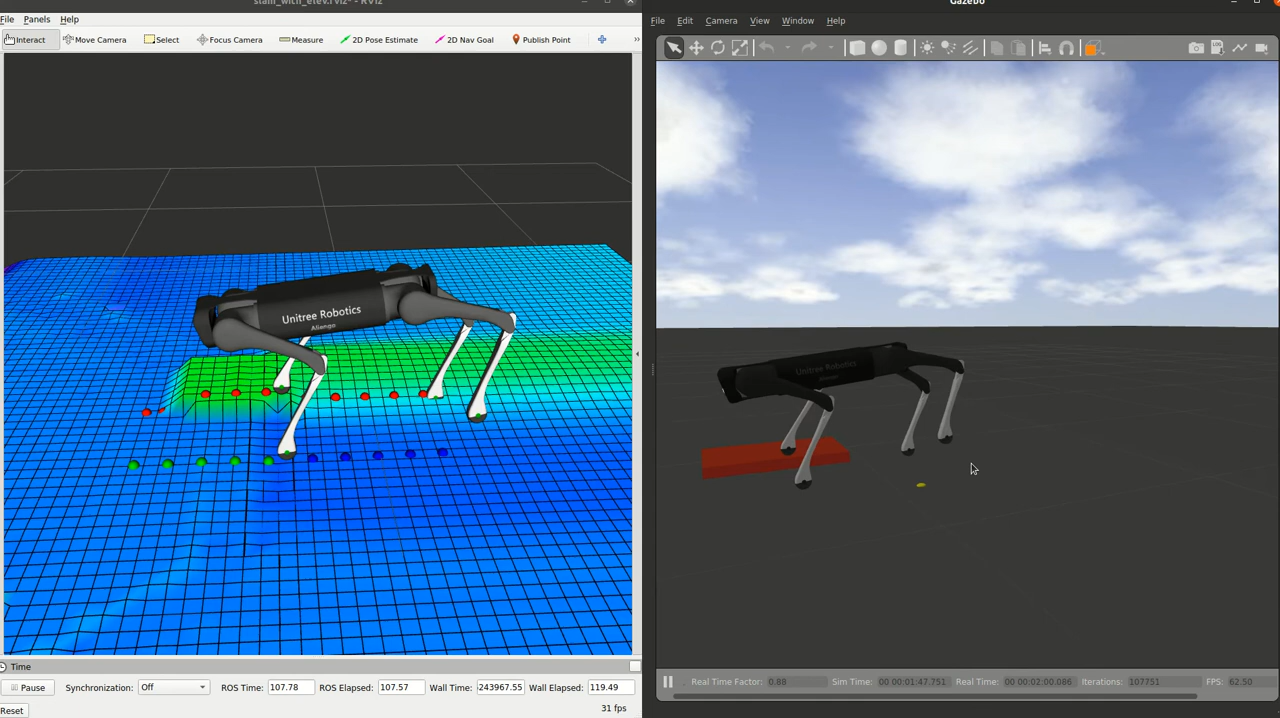 slam_with_elev.rviz* - RViz
File Panels Help
Interact Move Camera Select Focus Camera Measure 2D Pose Estimate 2D Nav Goal Publish Point
Unitree Robotics
Aliengo
Time
Pause Synchronization: Off ROS Time: 107.78 ROS Elapsed: 107.57 Wall Time: 243967.55 Wall Elapsed: 119.49
Reset 31 fps
Gazebo
File Edit Camera View Window Help
Unitree Robotics
Real Time Factor: 0.88 Sim Time: 00 00:01:47.751 Real Time: 00 00:02:00.086 Iterations: 107751 FPS: 62.50